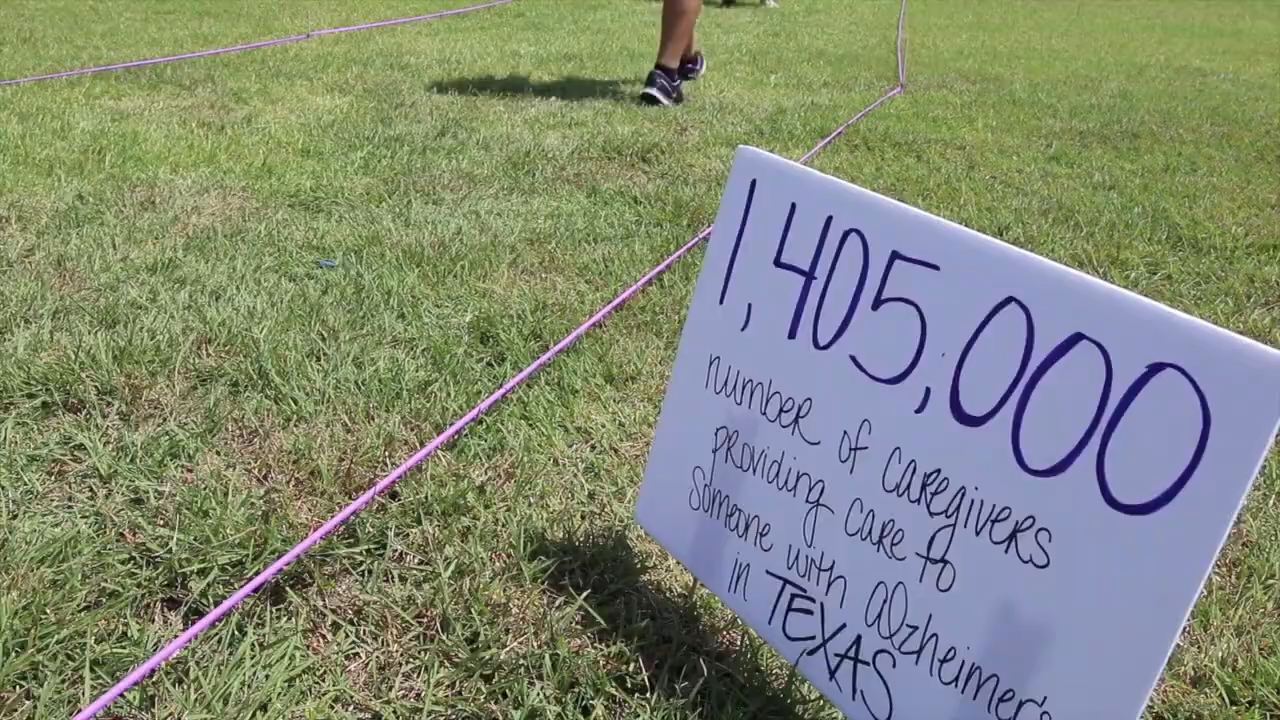 1,405,000
number of caregivers
providing care to
someone with alzheimer's
in TEXAS